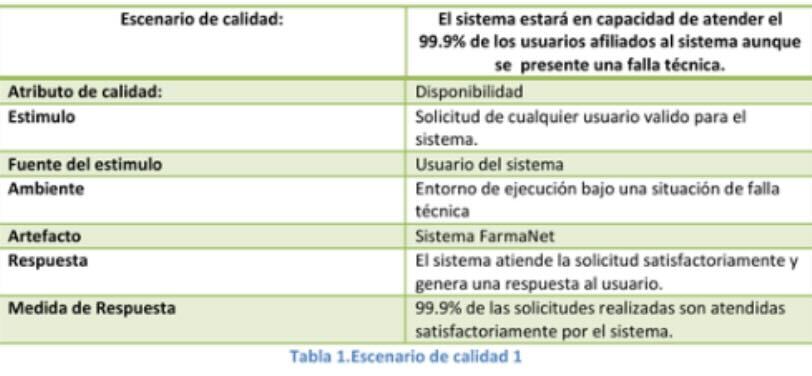 Escenario de calidad:
El sistema estará en capacidad de atender el
99.9% de los usuarios afiliados al sistema aunque
se presente una falla técnica.
Atributo de calidad:
Disponibilidad
Estimulo
Solicitud de cualquier usuario valido para el
sistema.
Fuente del estimulo
Usuario del sistema
Ambiente
Entorno de ejecución bajo una situación de falla
técnica
Artefacto
Sistema FarmaNet
Respuesta
El sistema atiende la solicitud satisfactoriamente y
genera una respuesta al usuario.
Medida de Respuesta
99.9% de las solicitudes realizadas son atendidas
satisfactoriamente por el sistema.
Tabla 1.Escenario de calidad 1